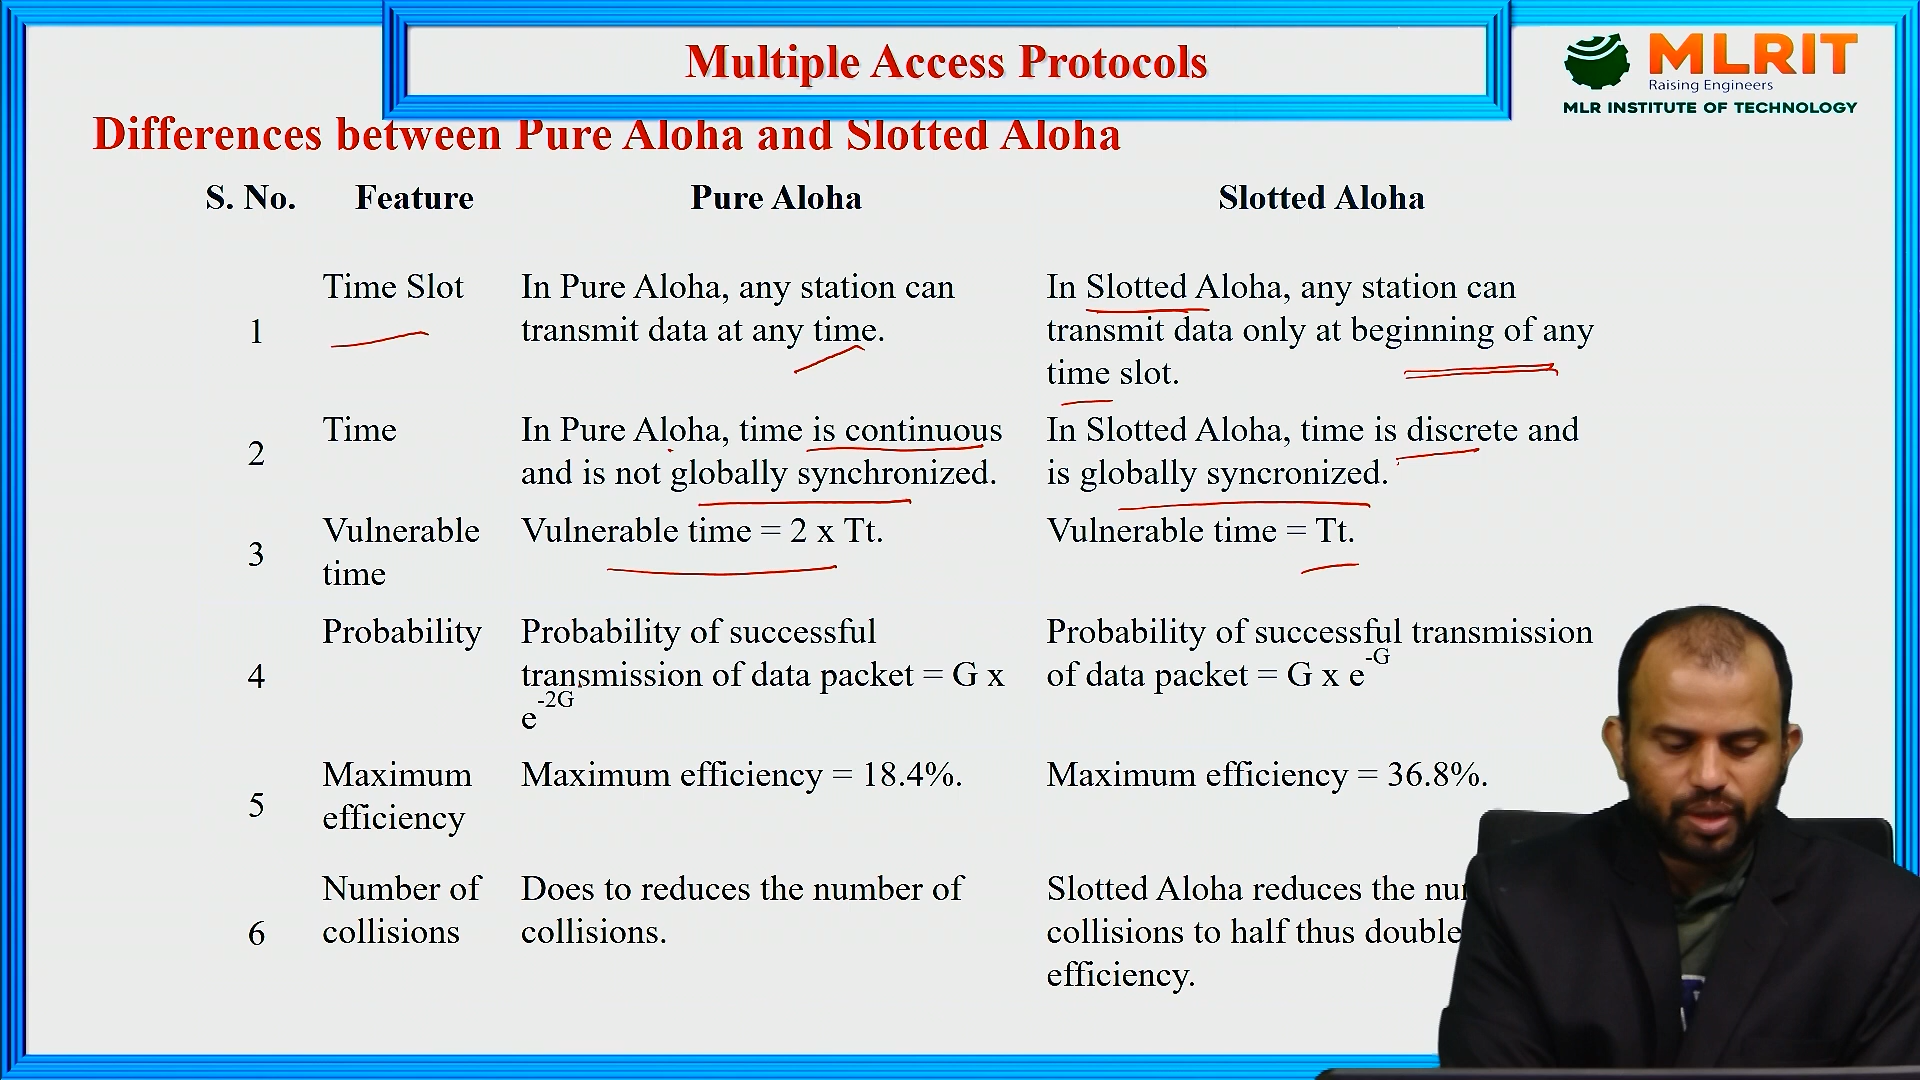 Multiple Access Protocols
MLRIT
Raising Engineers
MLR INSTITUTE OF TECHNOLOGY
Differences between Pure Aloha and Slotted Aloha
S. No. Feature Pure Aloha Slotted Aloha
1
Time Slot
In Pure Aloha, any station can
transmit data at any time.
In Slotted Aloha, any station can
transmit data only at beginning of any
time slot.
2
Time
In Pure Aloha, time is continuous
and is not globally synchronized.
In Slotted Aloha, time is discrete and
is globally syncronized.
3
Vulnerable
time
Vulnerable time = 2 x Tt.
Vulnerable time = Tt.
4
Probability
Probability of successful
transmission of data packet = G x
e-2G
Probability of successful transmission
of data packet = G x e-G
5
Maximum
efficiency
Maximum efficiency = 18.4%.
Maximum efficiency = 36.8%.
6
Number of
collisions
Does to reduces the number of
collisions.
Slotted Aloha reduces the
collisions to half thus double
efficiency.